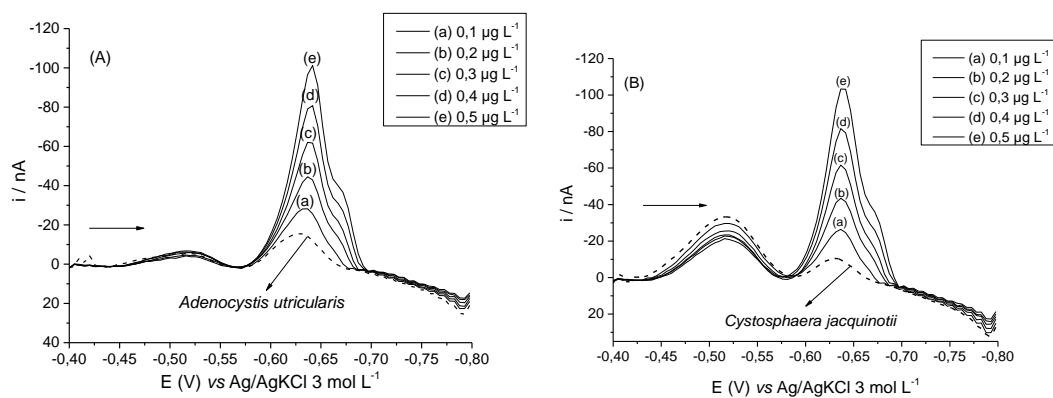 (A)
(a) 0,1 µg L⁻¹
(b) 0,2 µg L⁻¹
(c) 0,3 µg L⁻¹
(d) 0,4 µg L⁻¹
(e) 0,5 µg L⁻¹
-120
-100
-80
-60
-40
-20
0
20
40
i / nA
(e)
(d)
(c)
(b)
(a)
Adenocystis utricularis
-0,40 -0,45 -0,50 -0,55 -0,60 -0,65 -0,70 -0,75 -0,80
E (V) vs Ag/AgKCl 3 mol L⁻¹
(B)
(a) 0,1 µg L⁻¹
(b) 0,2 µg L⁻¹
(c) 0,3 µg L⁻¹
(d) 0,4 µg L⁻¹
(e) 0,5 µg L⁻¹
-140
-120
-100
-80
-60
-40
-20
0
20
i / nA
(e)
(d)
(c)
(b)
(a)
Cystosphaera jacquinotii
-0,40 -0,45 -0,50 -0,55 -0,60 -0,65 -0,70 -0,75 -0,80
E (V) vs Ag/AgKCl 3 mol L⁻¹